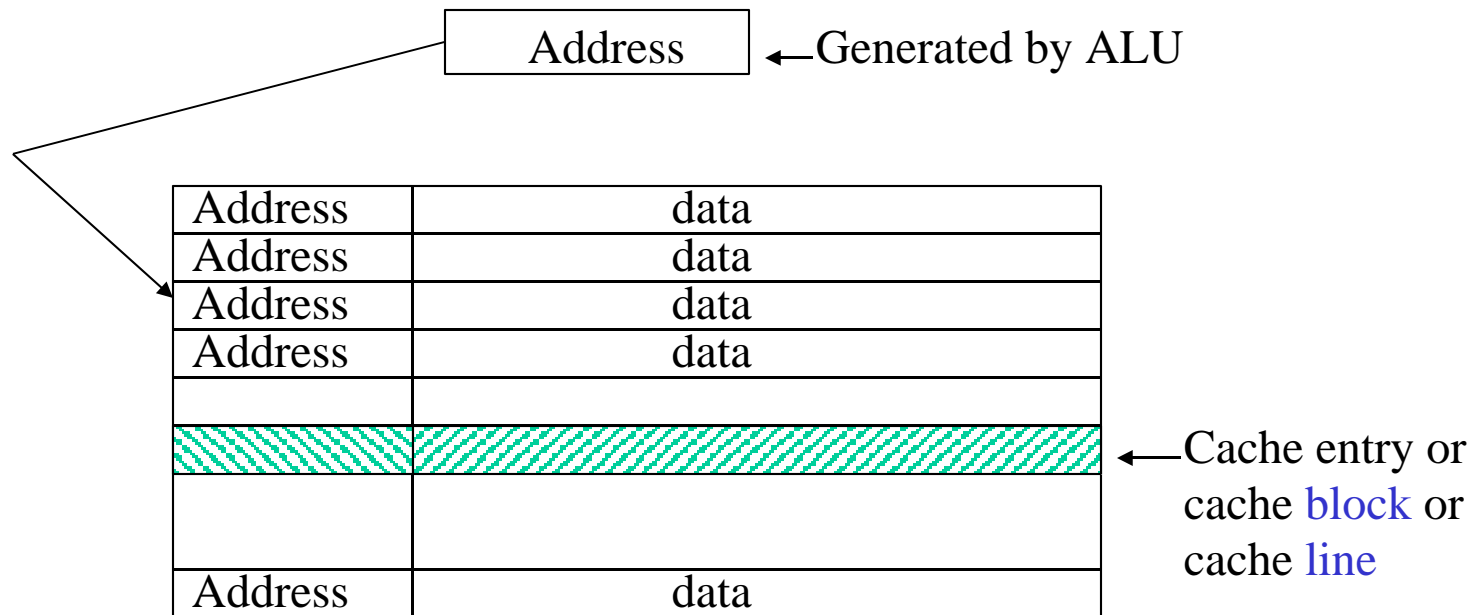 Address
Generated by ALU
Address data
Address data
Address data
Address data
Cache entry or
cache block or
cache line
Address data